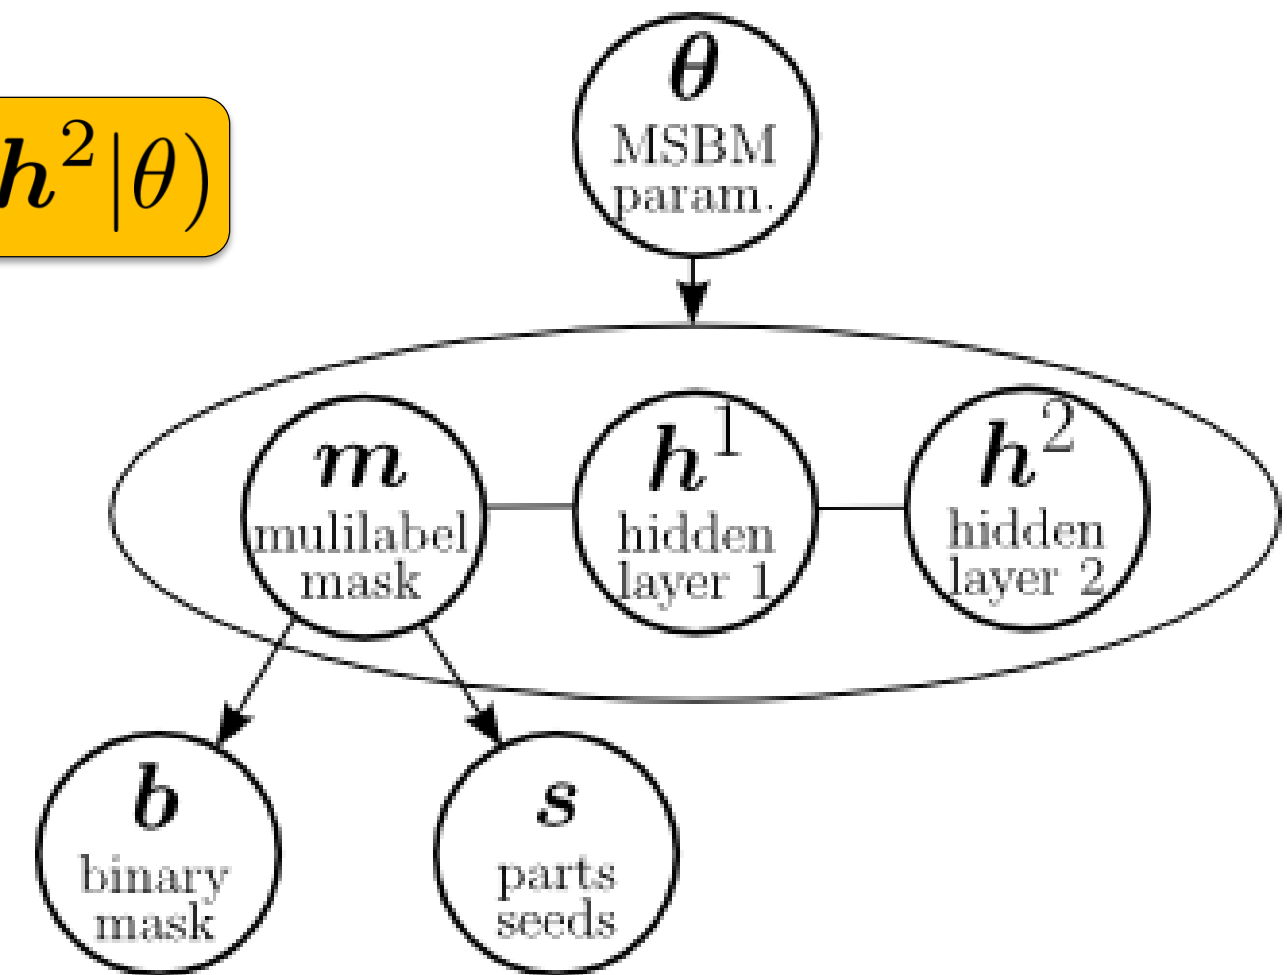 θ
MSBM
param.
h²|θ)
m
mulilabel
mask
h¹
hidden
layer 1
h²
hidden
layer 2
b
binary
mask
s
parts
seeds